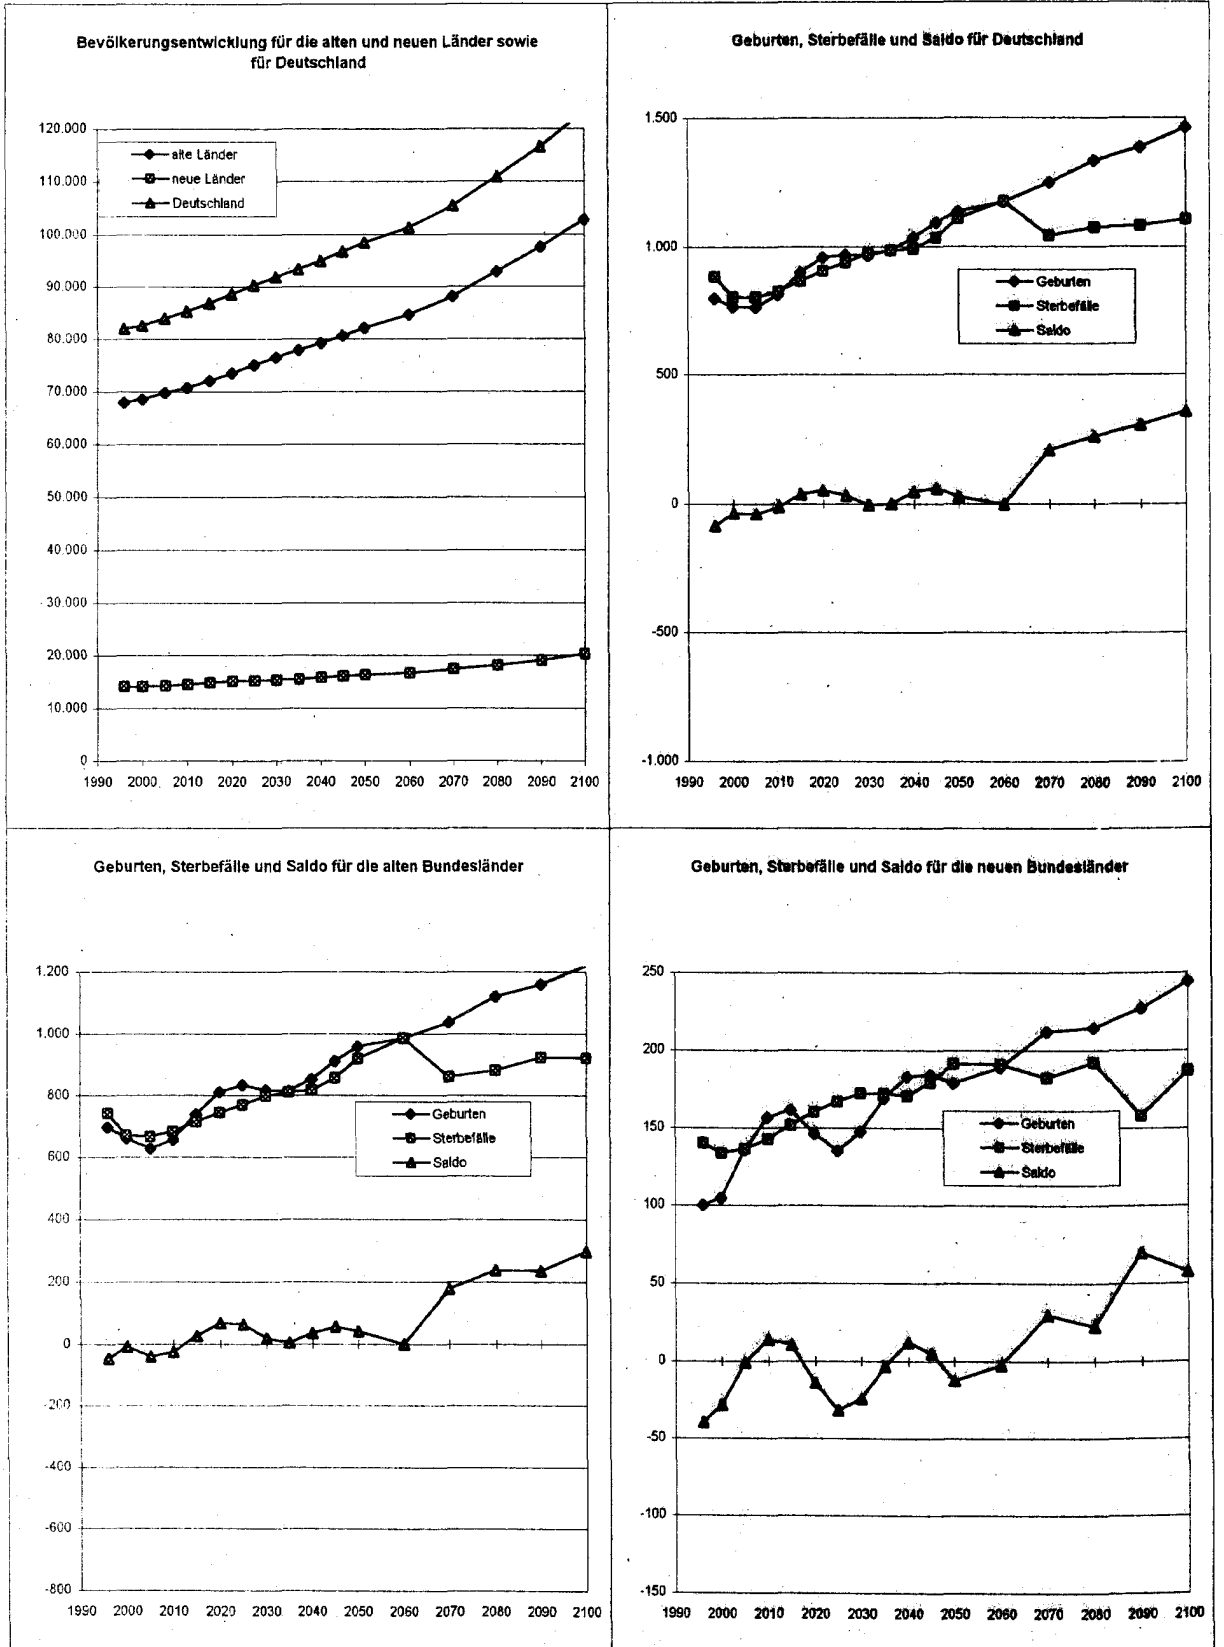 Bevölkerungsentwicklung für die alten und neuen Länder sowie
für Deutschland
120.000
110.000
100.000
90.000
80.000
70.000
60.000
50.000
40.000
30.000
20.000
10.000
0
alte Länder
neue Länder
Deutschland
1990 2000 2010 2020 2030 2040 2050 2060 2070 2080 2090 2100
Geburten, Sterbefälle und Saldo für Deutschland
1.500
1.000
500
0
-500
-1.000
Geburten
Sterbefälle
Saldo
1990 2000 2010 2020 2030 2040 2050 2060 2070 2080 2090 2100
Geburten, Sterbefälle und Saldo für die alten Bundesländer
1.200
1.000
800
600
400
200
0
-200
-400
-600
-800
Geburten
Sterbefälle
Saldo
1990 2000 2010 2020 2030 2040 2050 2060 2070 2080 2090 2100
Geburten, Sterbefälle und Saldo für die neuen Bundesländer
250
200
150
100
50
0
-50
-100
-150
Geburten
Sterbefälle
Saldo
1990 2000 2010 2020 2030 2040 2050 2060 2070 2080 2090 2100